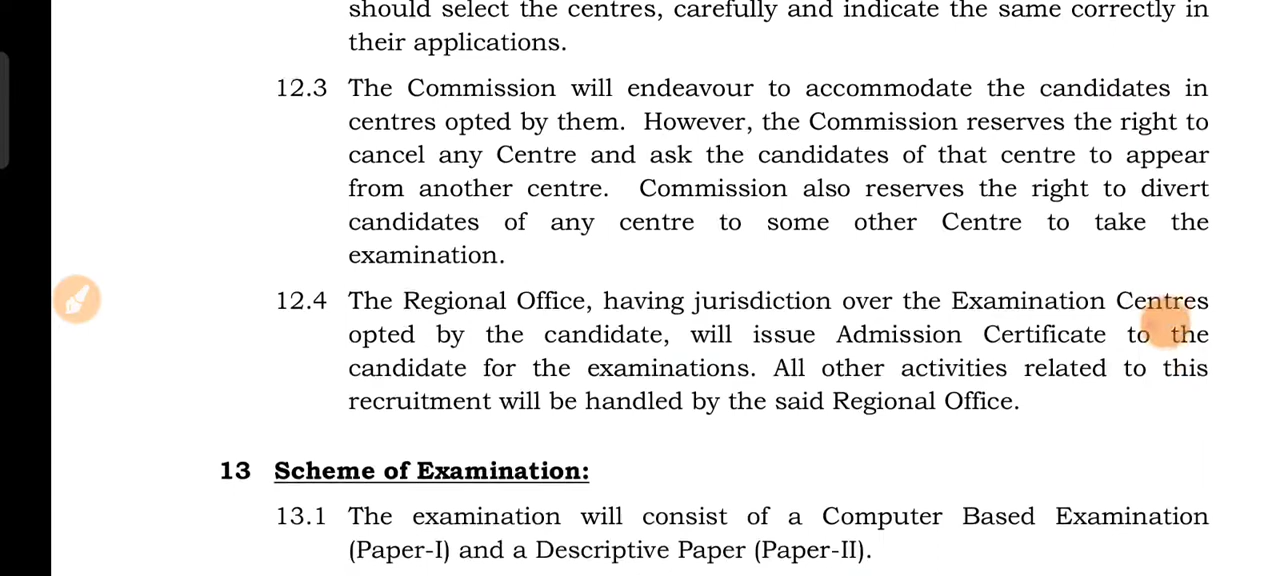 should select the centres, carefully and indicate the same correctly in
their applications.
12.3 The Commission will endeavour to accommodate the candidates in
centres opted by them. However, the Commission reserves the right to
cancel any Centre and ask the candidates of that centre to appear
from another centre. Commission also reserves the right to divert
candidates of any centre to some other Centre to take the
examination.
12.4 The Regional Office, having jurisdiction over the Examination Centres
opted by the candidate, will issue Admission Certificate to the
candidate for the examinations. All other activities related to this
recruitment will be handled by the said Regional Office.
13 Scheme of Examination:
13.1 The examination will consist of a Computer Based Examination
(Paper-I) and a Descriptive Paper (Paper-II).